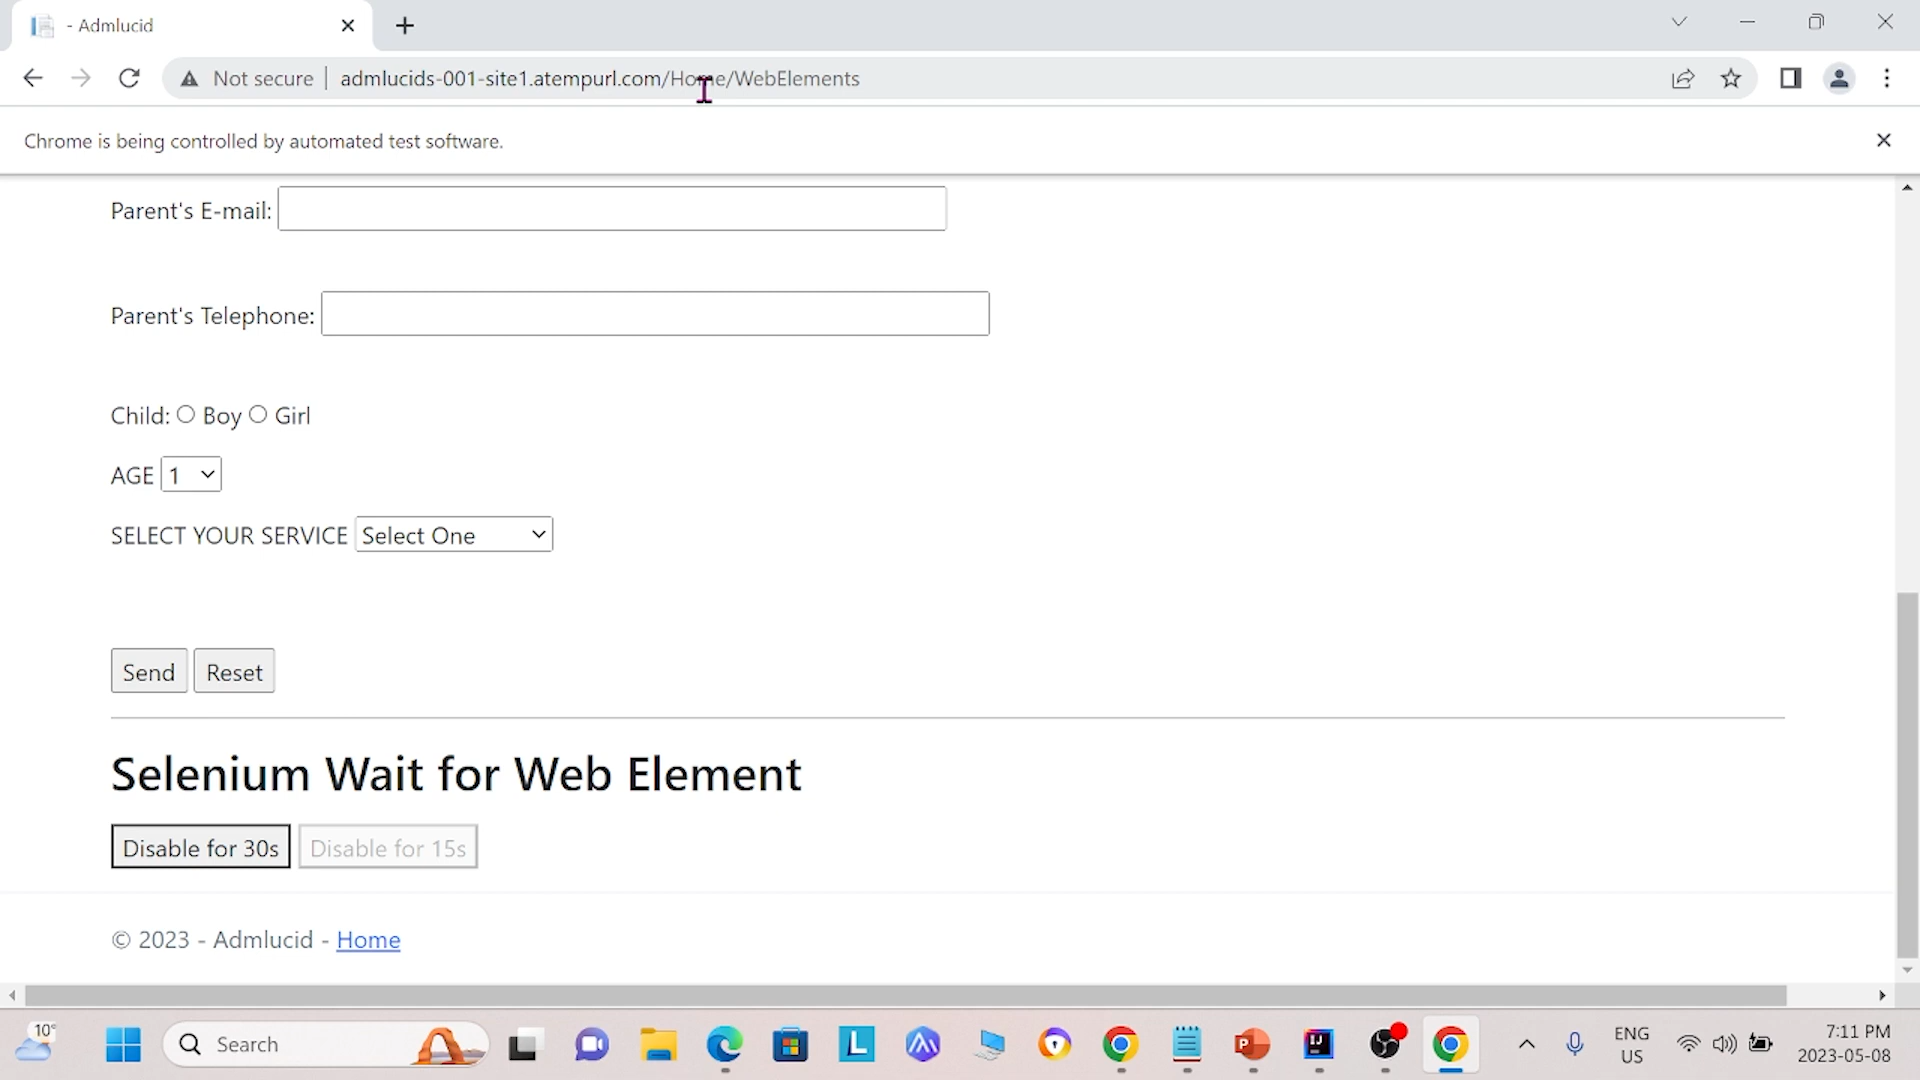 - Admlucid
Not secure
admlucids-001-site1.atempurl.com/Home/WebElements
Chrome is being controlled by automated test software.
Parent's E-mail:
Parent's Telephone:
Child: Boy Girl
AGE 1
SELECT YOUR SERVICE Select One
Send Reset
Selenium Wait for Web Element
Disable for 30s Disable for 15s
© 2023 - Admlucid - Home
10°
Search
L
ENG
US
7:11 PM
2023-05-08